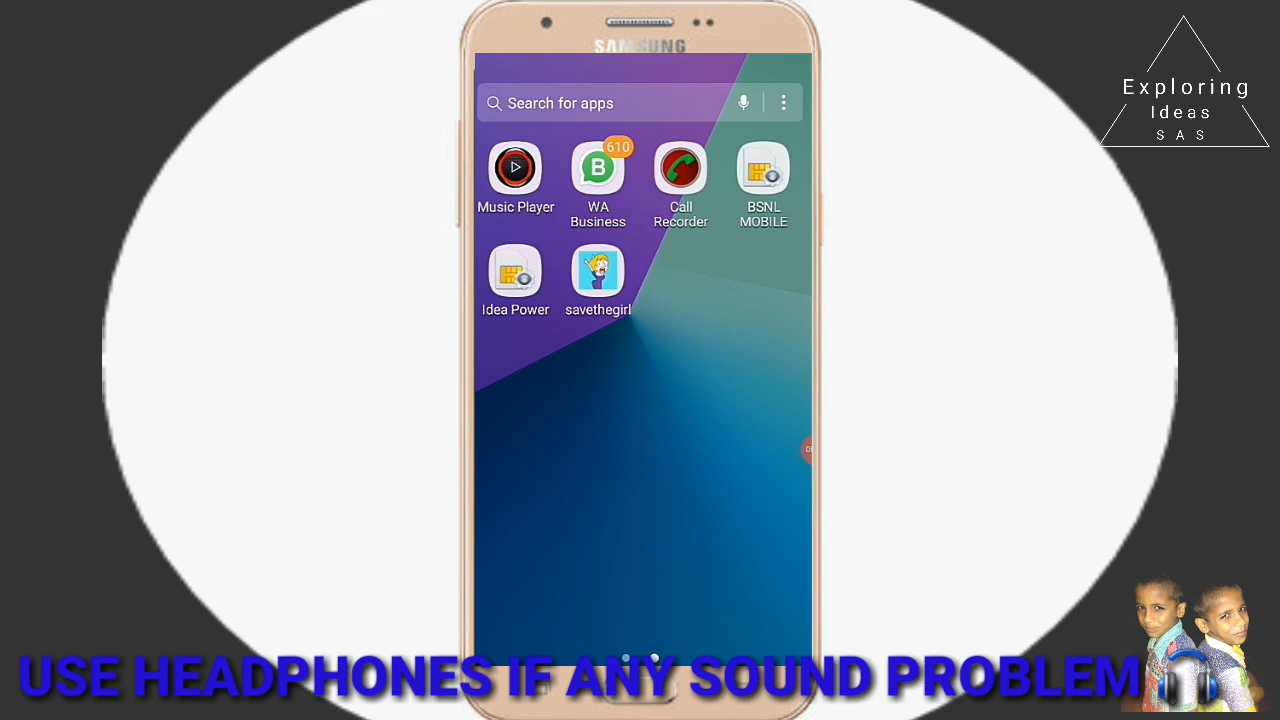 SAMSUNG
Exploring
Ideas
SAS
Search for apps
610
B
Music Player
WA
Business
Call
Recorder
BSNL
MOBILE
Idea Power
savethegirl
USE HEADPHONES IF ANY SOUND PROBLEM